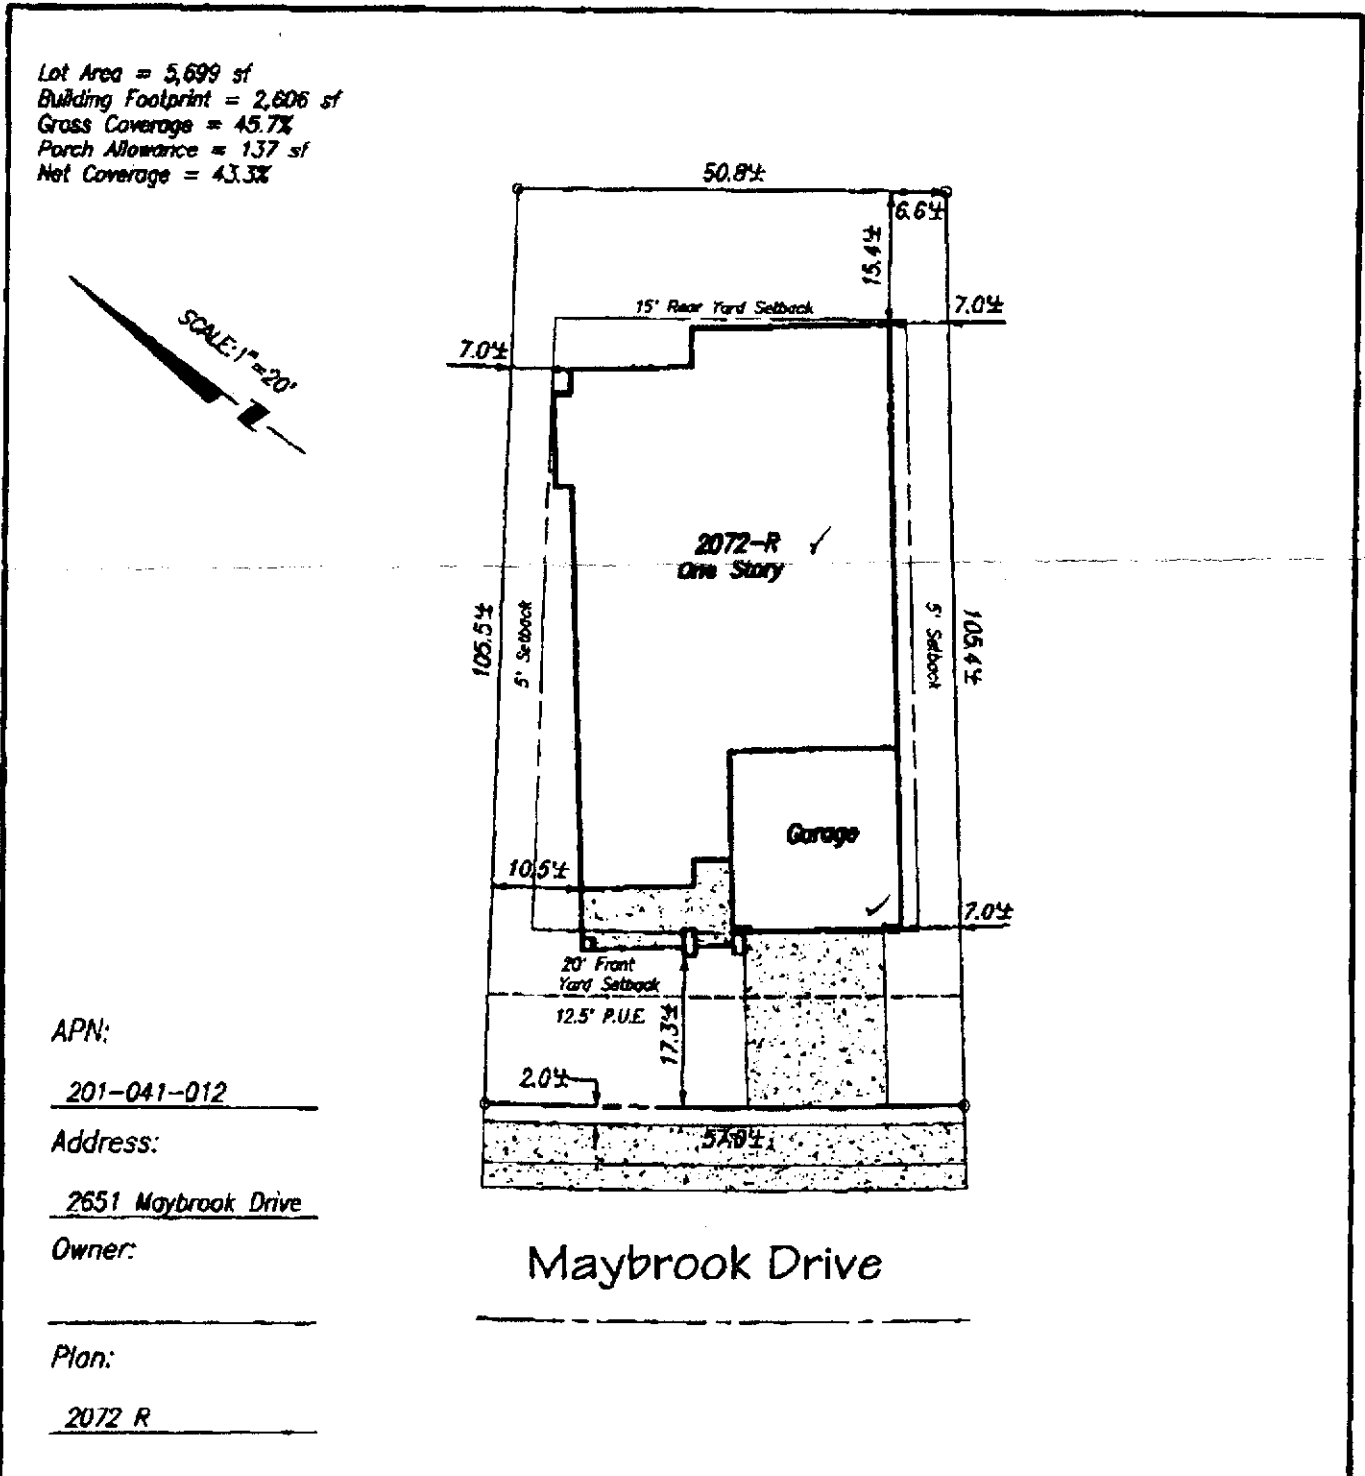 Lot Area = 5,699 sf
Building Footprint = 2,606 sf
Gross Coverage = 45.7%
Porch Allowance = 137 sf
Net Coverage = 43.3%
SCALE: 1"=20'
50.8'±
6.6'±
15.4'±
15' Rear Yard Setback
7.0'±
7.0'±
2072-R
One Story
105.5'±
5' Setback
5' Setback
105.4'±
Garage
10.5'±
7.0'±
20' Front
Yard Setback
12.5' P.U.E.
17.3'±
2.0'±
APN:
201-041-012
Address:
2651 Maybrook Drive
Owner:
Maybrook Drive
Plan:
2072 R